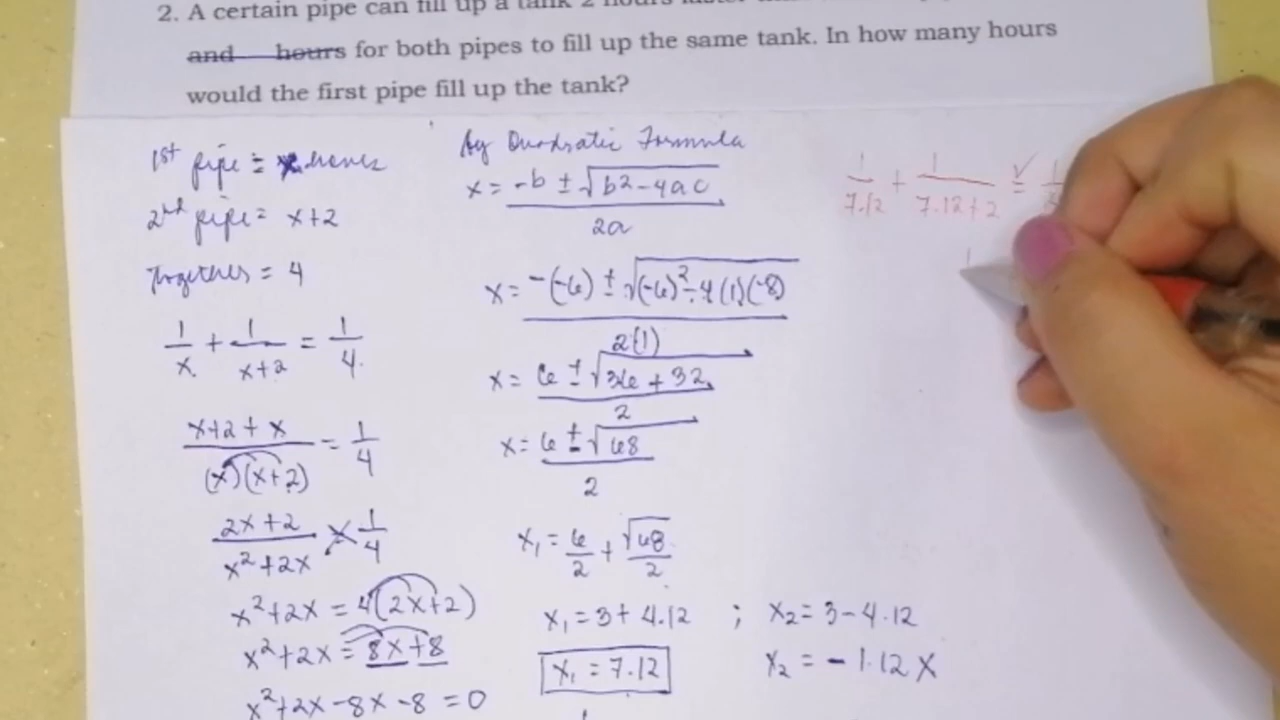 2. A certain pipe can fill up a tank 2 hours faster
and hours for both pipes to fill up the same tank. In how many hours
would the first pipe fill up the tank?
1st pipe = x hours
2nd pipe = x+2
Together = 4
1/x + 1/x+2 = 1/4
x+2+x/(x)(x+2) = 1/4
2x+2/x²+2x 1/4
x²+2x = 4(2x+2)
x²+2x = 8x+8
x²+2x-8x-8 = 0
By Quadratic Formula
x = -b ± √b²-4ac/2a
x = -(-6) ± √(-6)²-4(1)(-8)/2(1)
x = 6 ± √36+32/2
x = 6 ± √68/2
x₁ = 6/2 + √68/2
x₁ = 3+4.12 ; x₂ = 3-4.12
x₁ = 7.12 x₂ = -1.12 x
1/7.12 + 1/7.12+2 =